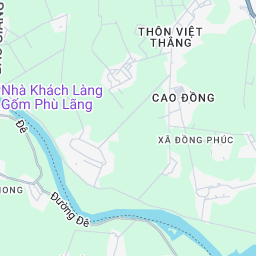 THÔN VIỆT
THẮNG
Nhà Khách Làng
Gốm Phù Lãng
CAO ĐỒNG
Đê
XÃ ĐỒNG PHÚC
Đường Đê